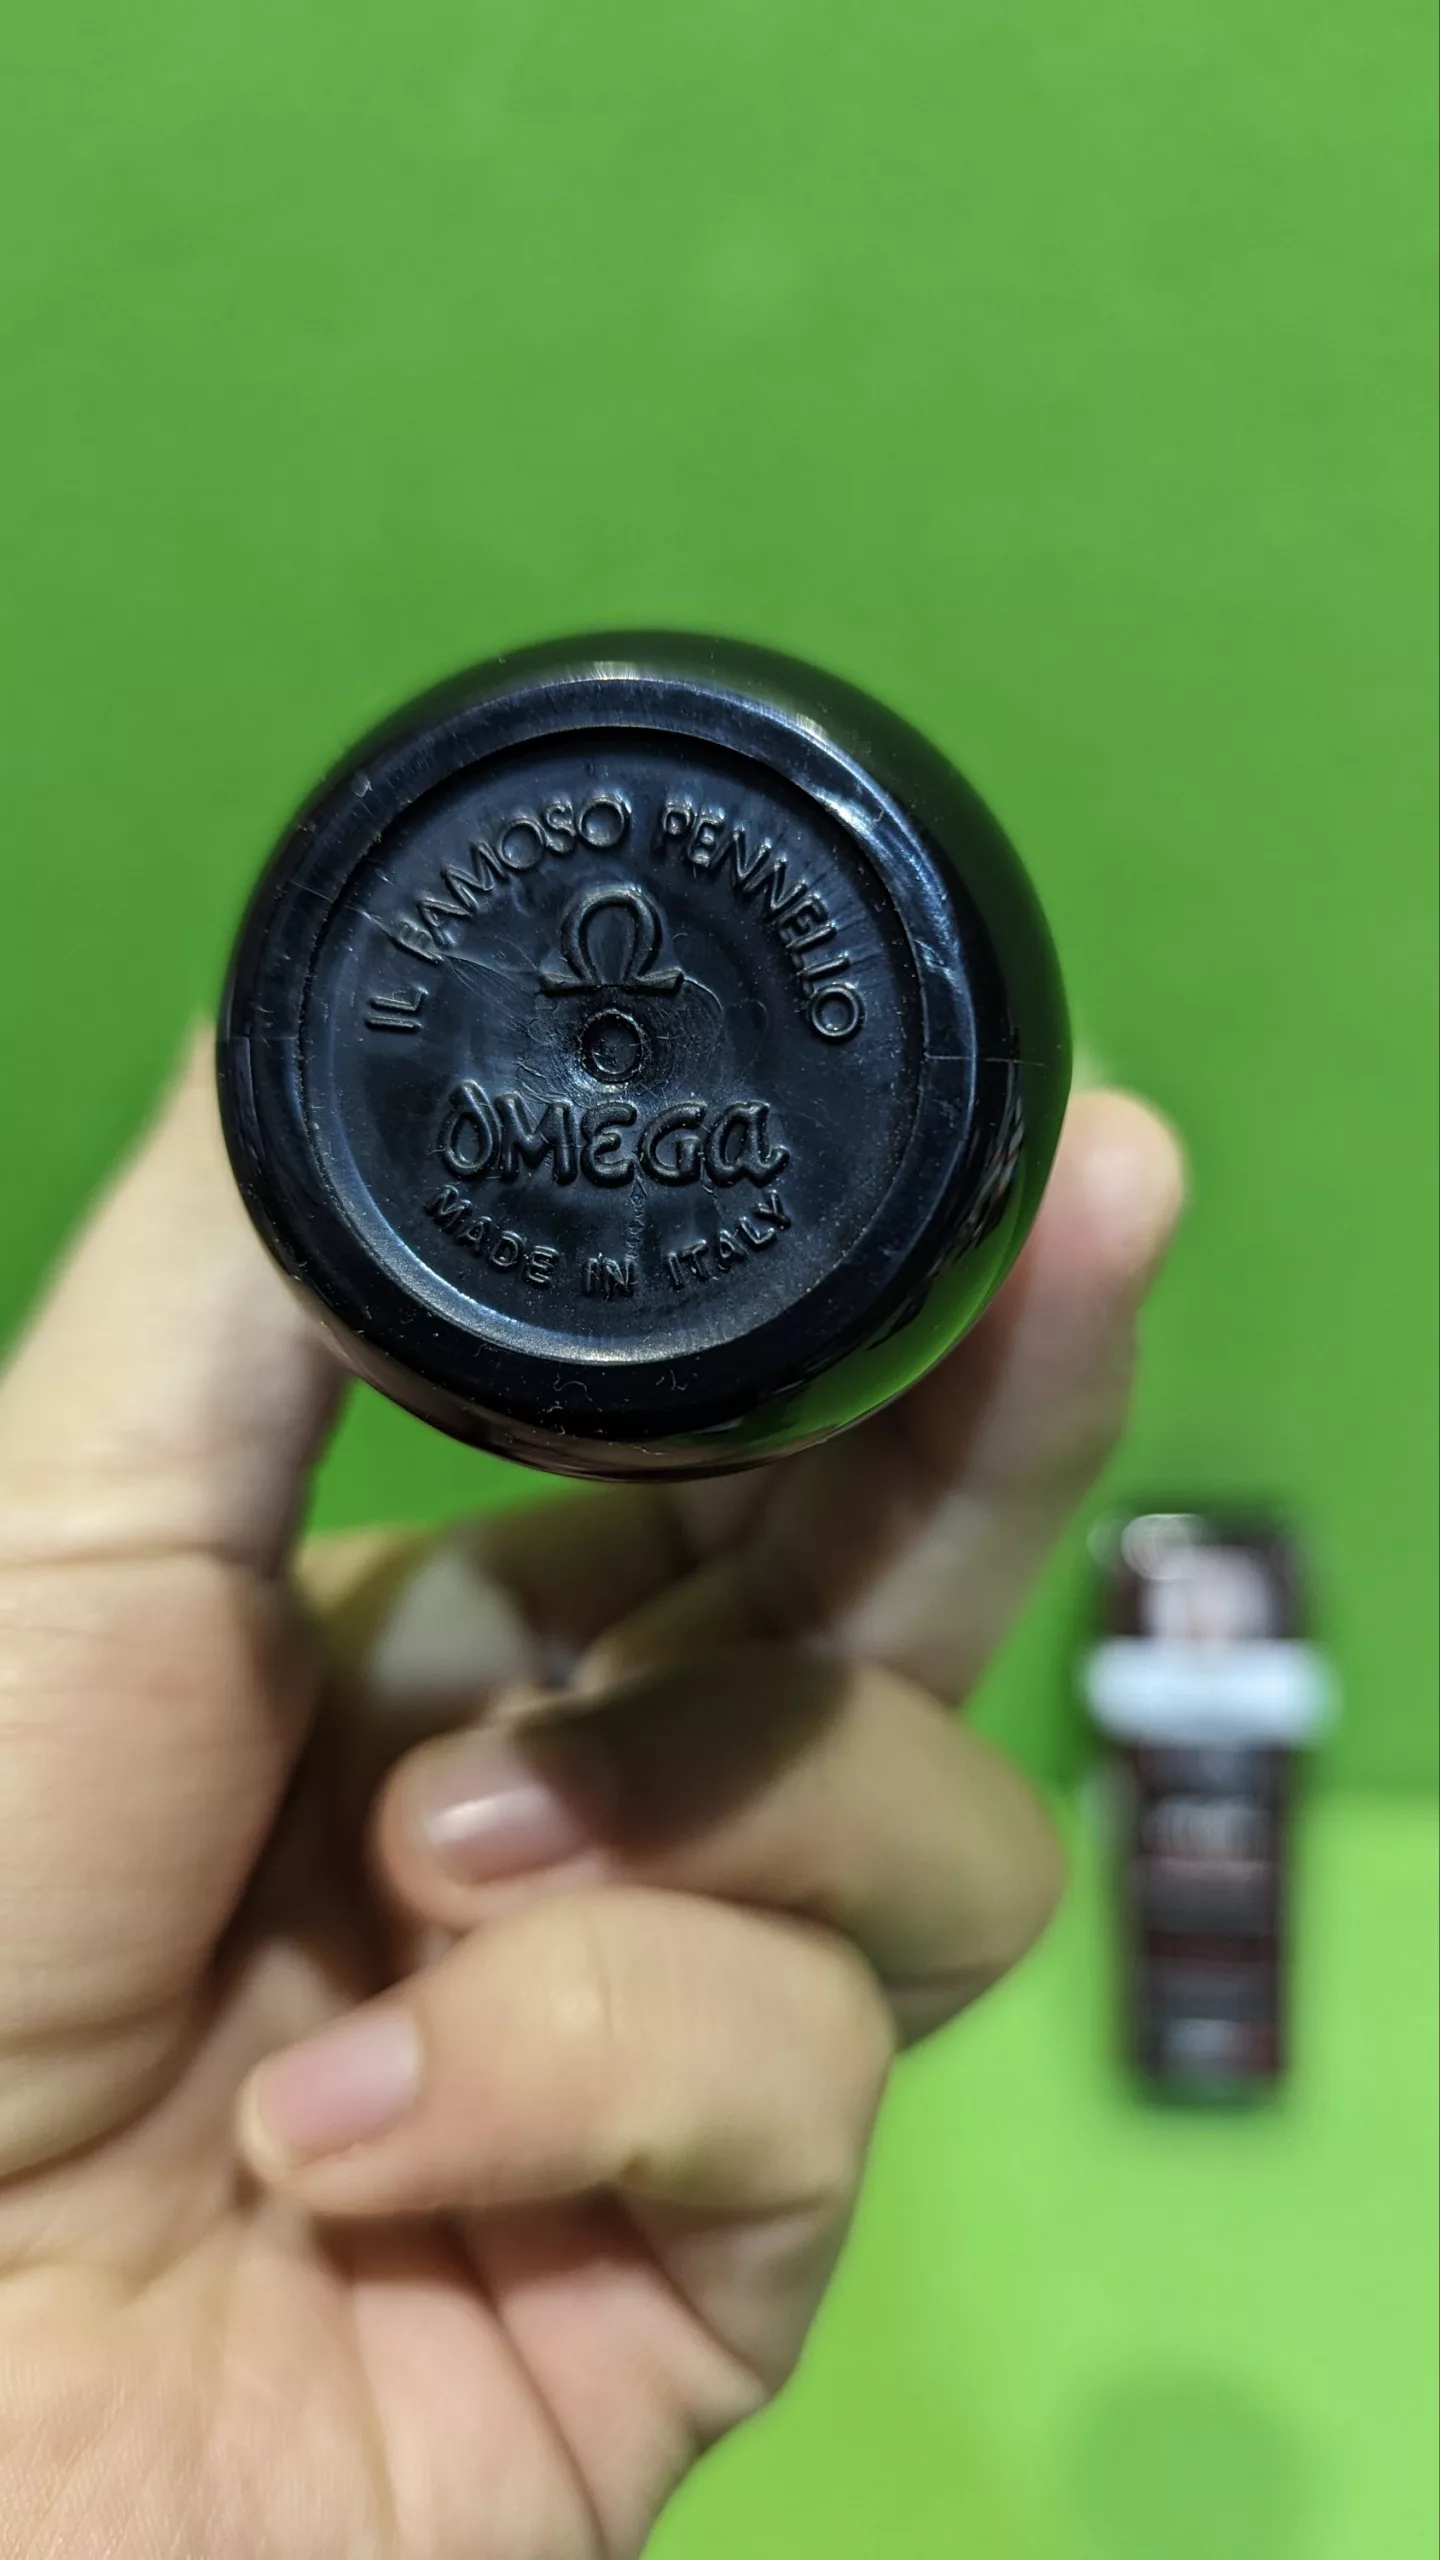 IL FAMOSO PENNELLO
Ω
O
OMEGA
MADE IN ITALY